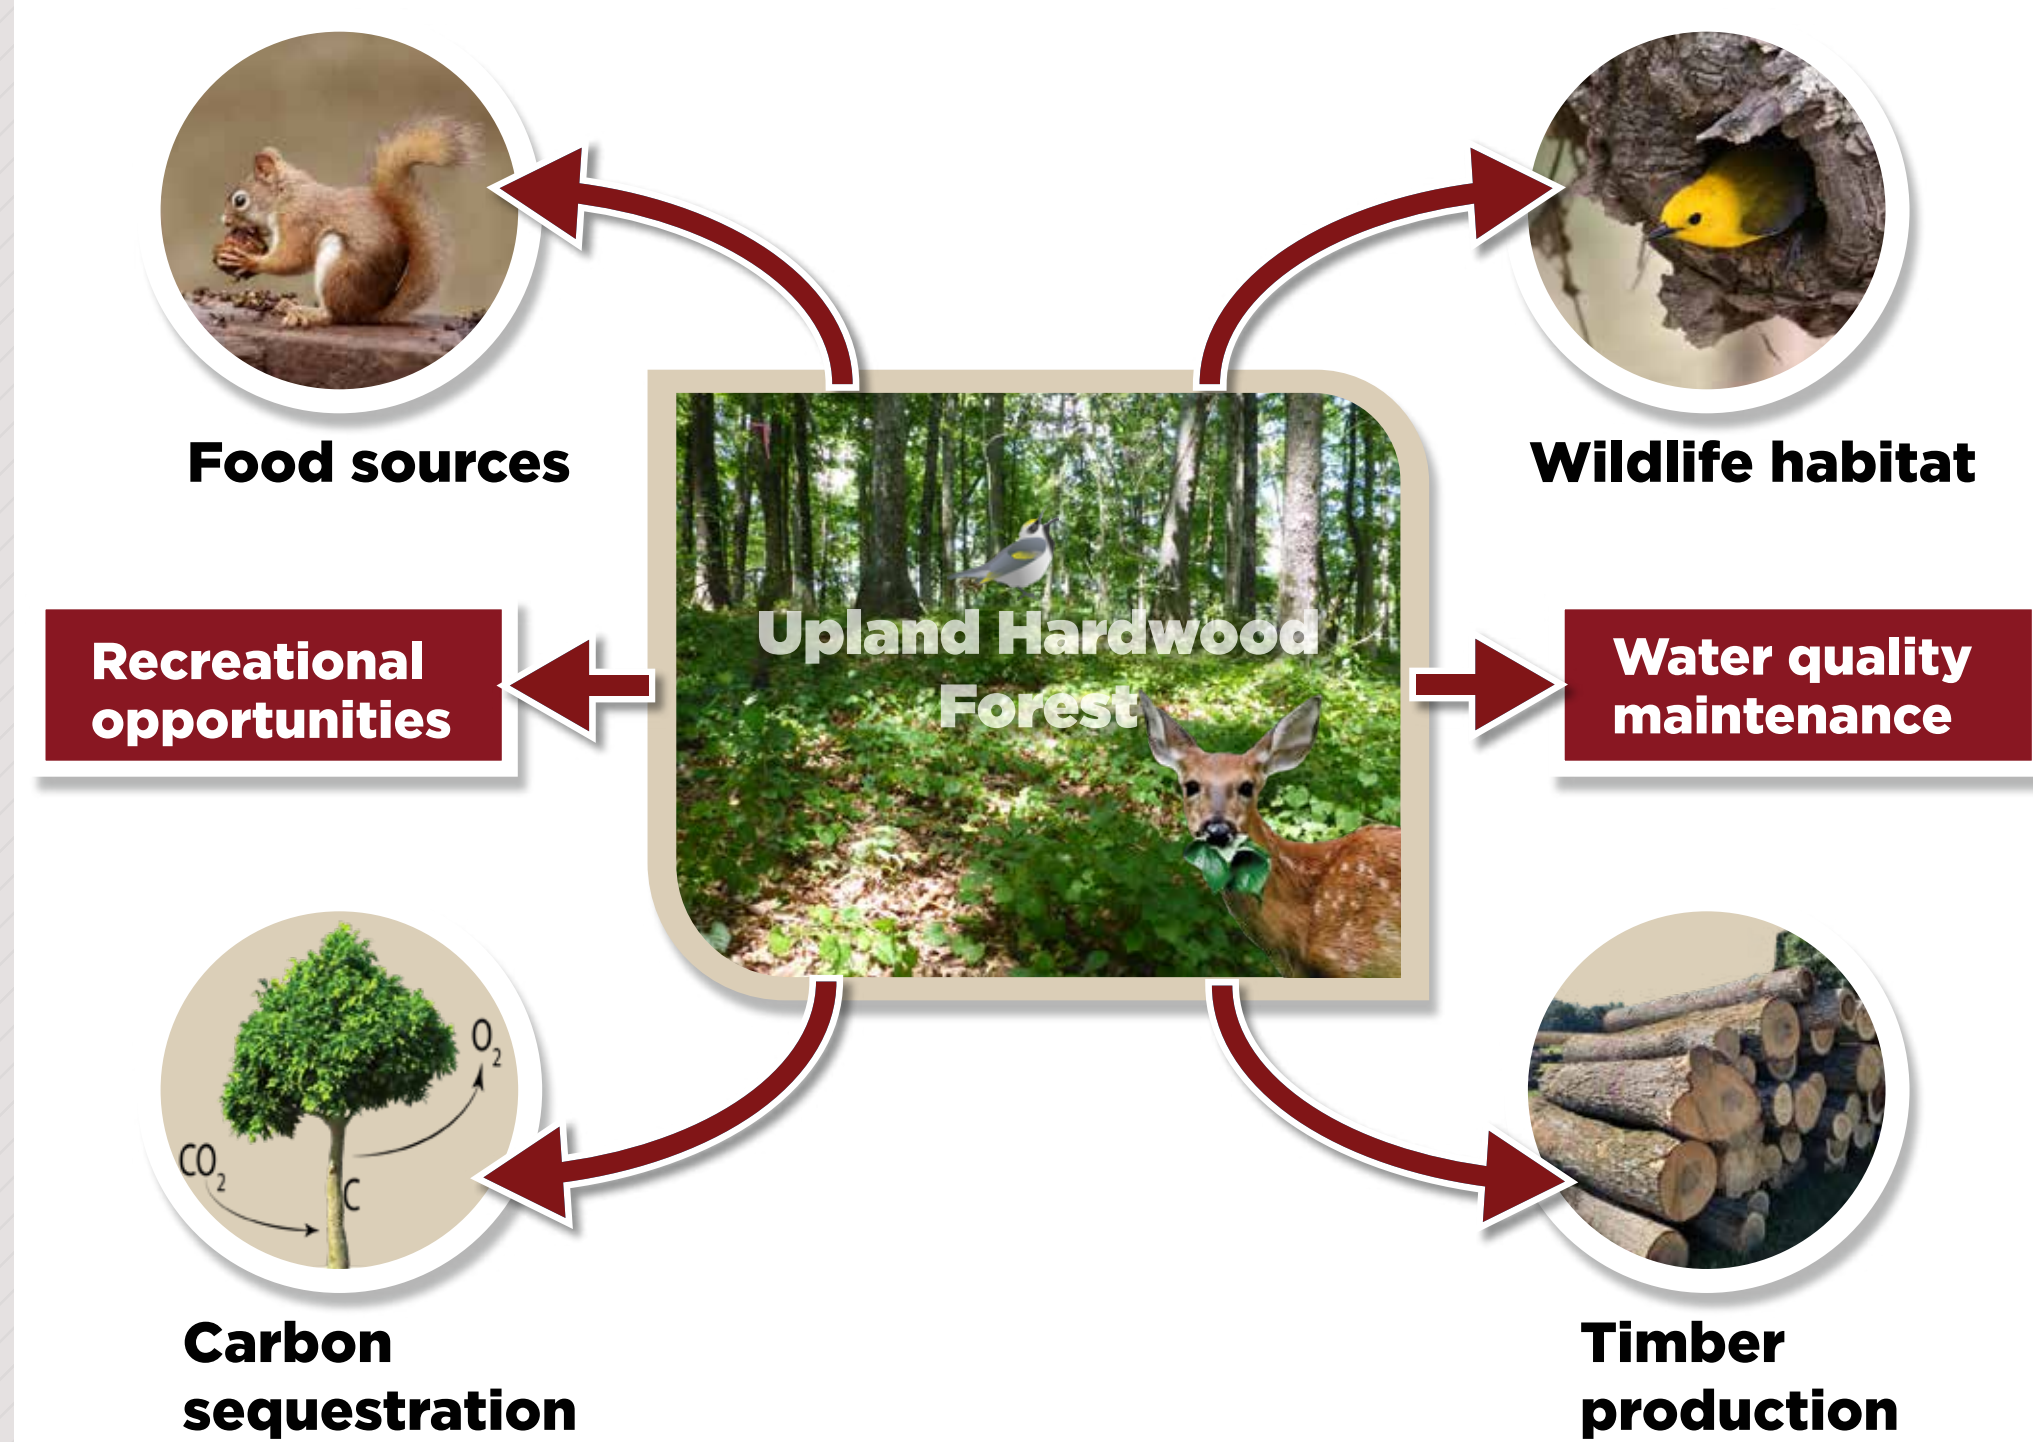 Food sources
Wildlife habitat
Upland Hardwood
Forest
Recreational
opportunities
Water quality
maintenance
O2
CO2
C
Carbon
sequestration
Timber
production